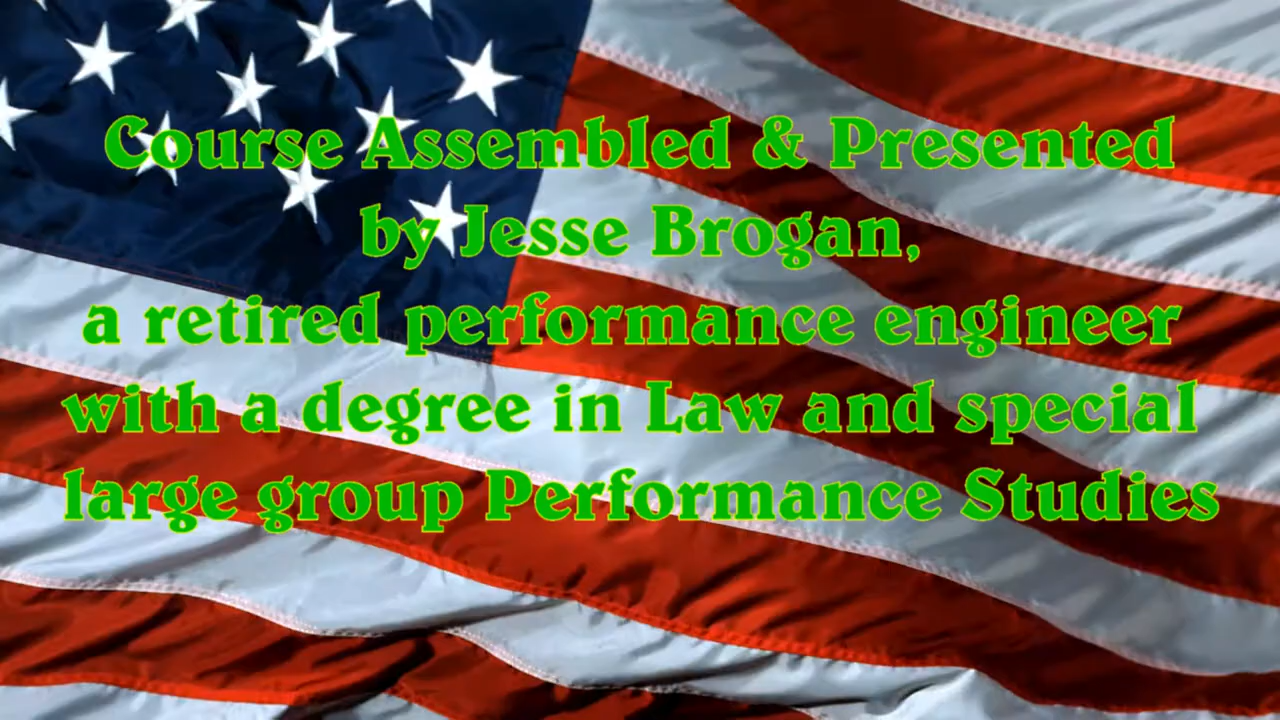 Course Assembled & Presented
by Jesse Brogan,
a retired performance engineer
with a degree in Law and special
large group Performance Studies